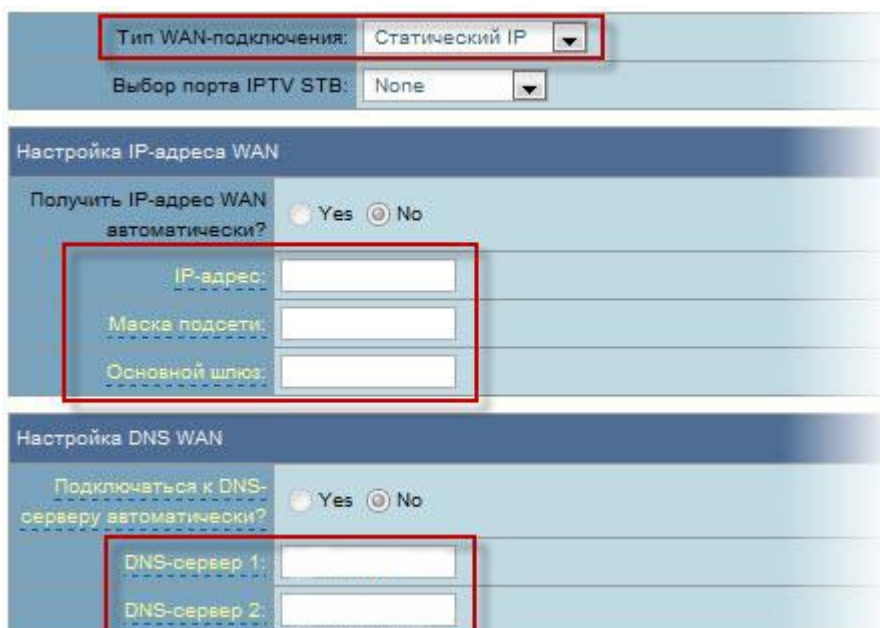 Тип WAN-подключения: Статический IP
Выбор порта IPTV STB: None
Настройка IP-адреса WAN
Получить IP-адрес WAN
автоматически? Yes No
IP-адрес:
Маска подсети:
Основной шлюз:
Настройка DNS WAN
Подключаться к DNS-
серверу автоматически? Yes No
DNS-сервер 1:
DNS-сервер 2: